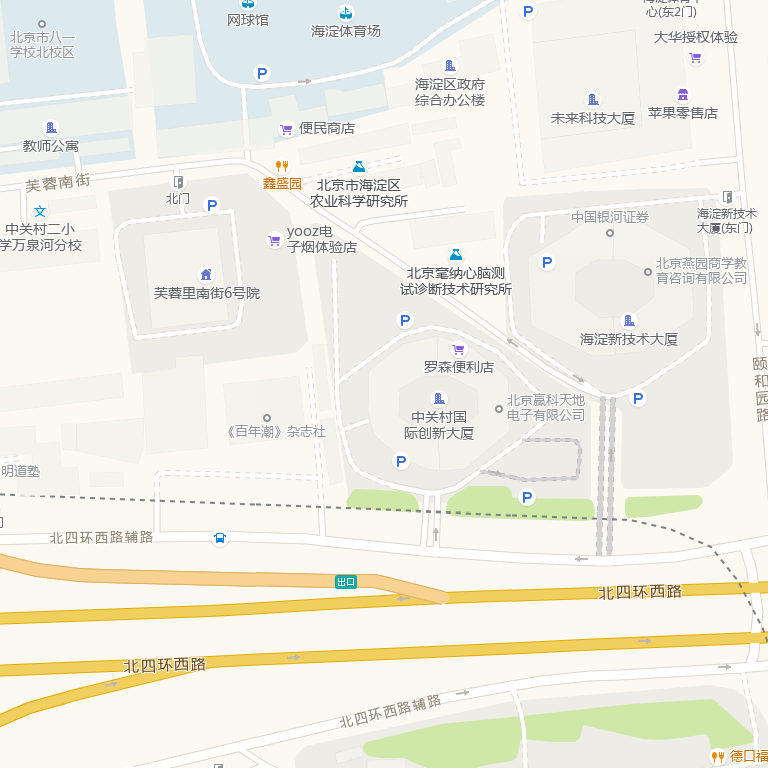 网球馆
海淀体育场
P
心(东2门)
大华授权体验
北京市八一
学校北校区
P
海淀区政府
综合办公楼
未来科技大厦
苹果零售店
教师公寓
便民商店
芙蓉南街
鑫盛园
北京市海淀区
农业科学研究所
北门
P
中关村二小
学万泉河分校
yooz电
子烟体验店
海淀新技术
大厦(东门)
中国银河证券
P
北京燕园商学教
育咨询有限公司
北京毫纳心脑测
试诊断技术研究所
芙蓉里南街6号院
P
海淀新技术大厦
罗森便利店
颐和园路
P
北京赢科天地
电子有限公司
中关村国
际创新大厦
《百年潮》杂志社
P
明道塾
P
北四环西路辅路
出口
北四环西路
北四环西路
北四环西路辅路
德口福